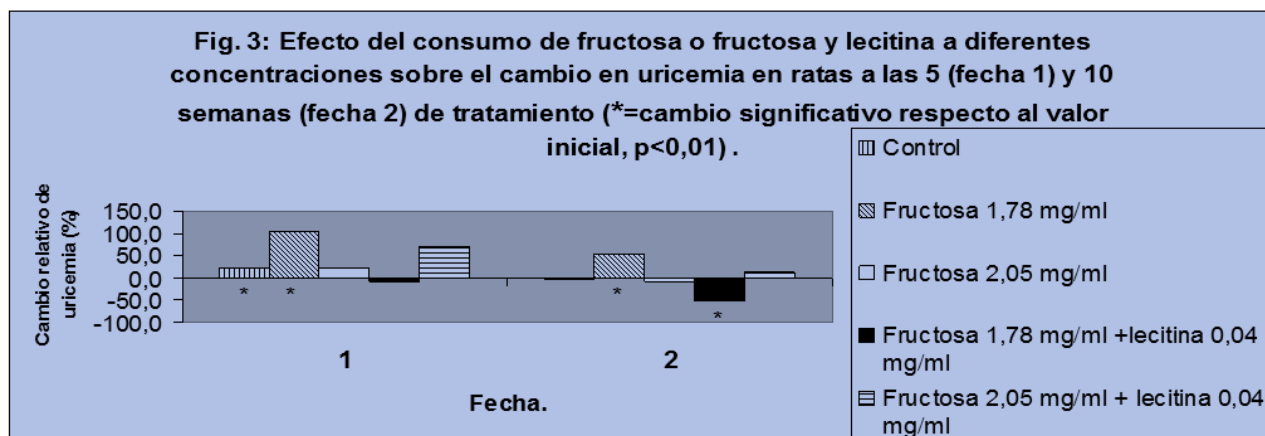 Fig. 3: Efecto del consumo de fructosa o fructosa y lecitina a diferentes
concentraciones sobre el cambio en uricemia en ratas a las 5 (fecha 1) y 10
semanas (fecha 2) de tratamiento (*=cambio significativo respecto al valor
inicial, p<0,01) .
Cambio relativo de
uricemia (%)
150,0
100,0
50,0
0,0
-50,0
-100,0
* *
* *
1 2
Fecha.
Control
Fructosa 1,78 mg/ml
Fructosa 2,05 mg/ml
Fructosa 1,78 mg/ml +lecitina 0,04
mg/ml
Fructosa 2,05 mg/ml + lecitina 0,04
mg/ml